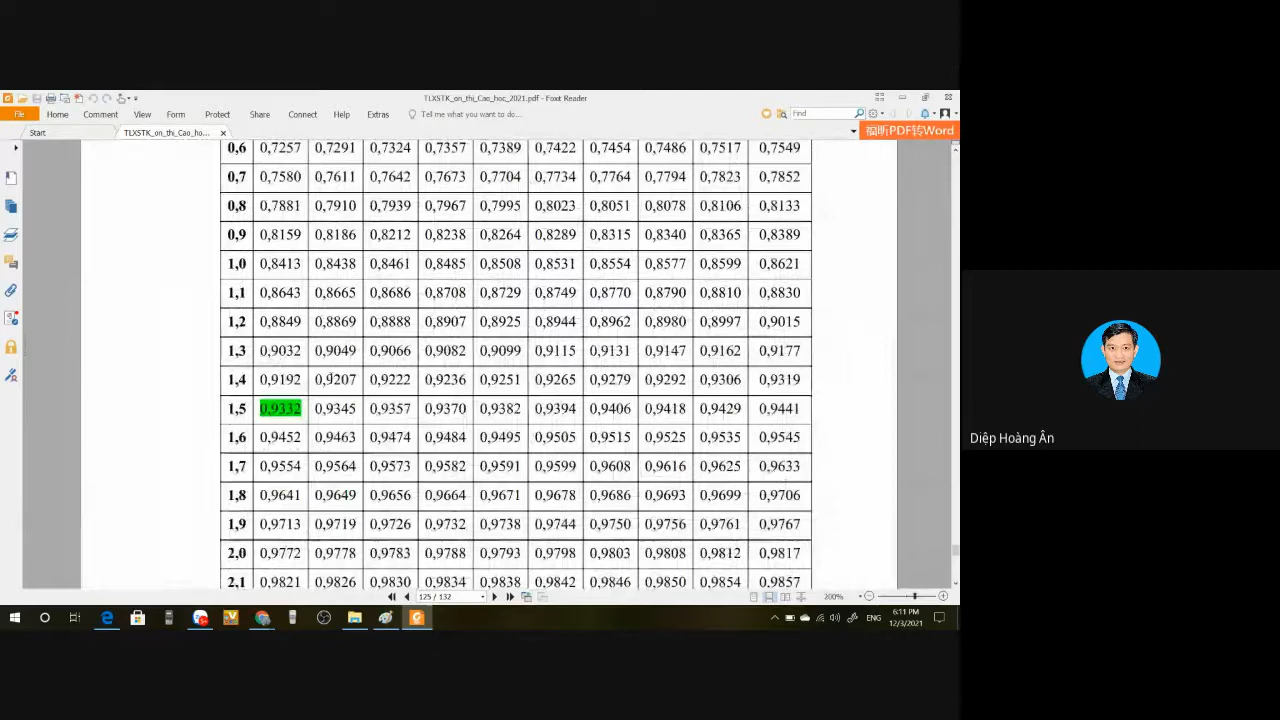 TLXSTK_on_thi_Cao_hoc_2021.pdf - Foxit Reader
File Home Comment View Form Protect Share Connect Help Extras Tell me what you want to do... Find
Start TLXSTK_on_thi_Cao_ho... 福昕PDF转Word
0,6 0,7257 0,7291 0,7324 0,7357 0,7389 0,7422 0,7454 0,7486 0,7517 0,7549
0,7 0,7580 0,7611 0,7642 0,7673 0,7704 0,7734 0,7764 0,7794 0,7823 0,7852
0,8 0,7881 0,7910 0,7939 0,7967 0,7995 0,8023 0,8051 0,8078 0,8106 0,8133
0,9 0,8159 0,8186 0,8212 0,8238 0,8264 0,8289 0,8315 0,8340 0,8365 0,8389
1,0 0,8413 0,8438 0,8461 0,8485 0,8508 0,8531 0,8554 0,8577 0,8599 0,8621
1,1 0,8643 0,8665 0,8686 0,8708 0,8729 0,8749 0,8770 0,8790 0,8810 0,8830
1,2 0,8849 0,8869 0,8888 0,8907 0,8925 0,8944 0,8962 0,8980 0,8997 0,9015
1,3 0,9032 0,9049 0,9066 0,9082 0,9099 0,9115 0,9131 0,9147 0,9162 0,9177
1,4 0,9192 0,9207 0,9222 0,9236 0,9251 0,9265 0,9279 0,9292 0,9306 0,9319
1,5 0,9332 0,9345 0,9357 0,9370 0,9382 0,9394 0,9406 0,9418 0,9429 0,9441
1,6 0,9452 0,9463 0,9474 0,9484 0,9495 0,9505 0,9515 0,9525 0,9535 0,9545
1,7 0,9554 0,9564 0,9573 0,9582 0,9591 0,9599 0,9608 0,9616 0,9625 0,9633
1,8 0,9641 0,9649 0,9656 0,9664 0,9671 0,9678 0,9686 0,9693 0,9699 0,9706
1,9 0,9713 0,9719 0,9726 0,9732 0,9738 0,9744 0,9750 0,9756 0,9761 0,9767
2,0 0,9772 0,9778 0,9783 0,9788 0,9793 0,9798 0,9803 0,9808 0,9812 0,9817
2,1 0,9821 0,9826 0,9830 0,9834 0,9838 0,9842 0,9846 0,9850 0,9854 0,9857
125 / 132 200%
ENG 6:11 PM
12/3/2021
Diệp Hoàng Ân